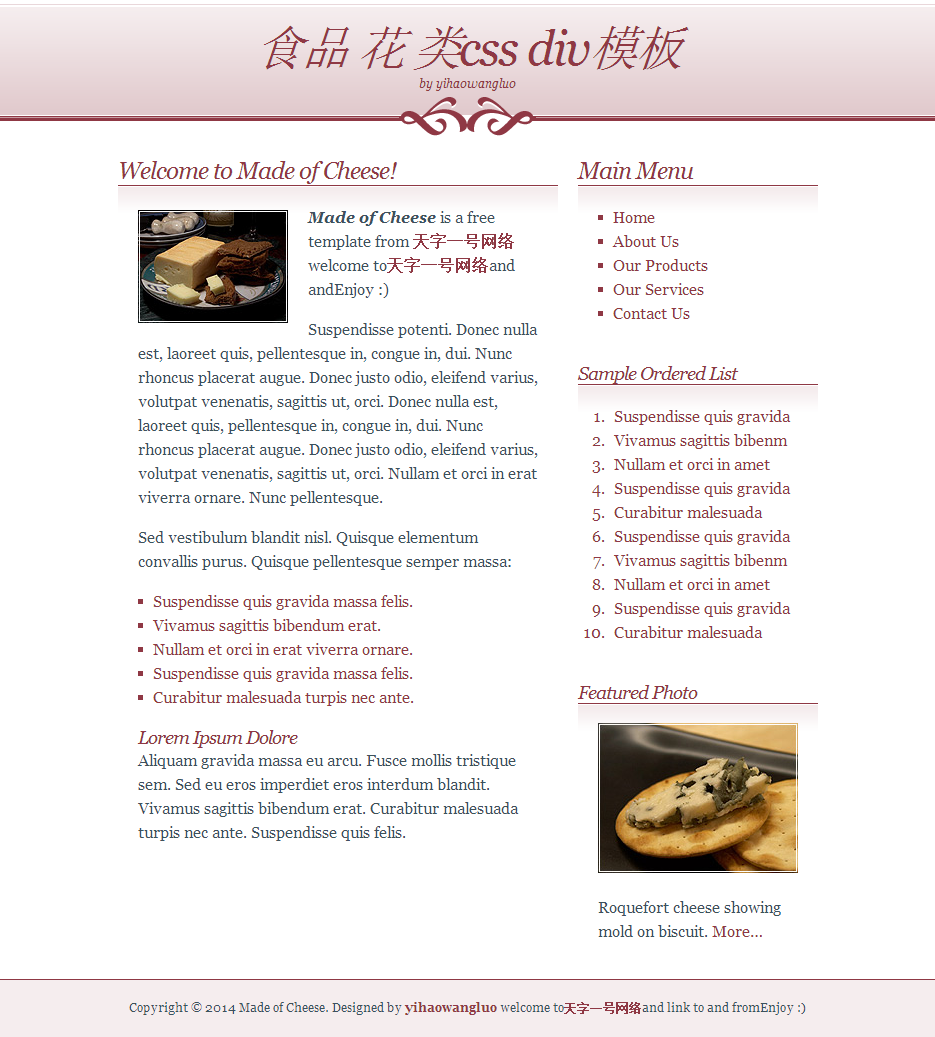 食品 花 类css div模板
by yihaowangluo
Welcome to Made of Cheese!
Made of Cheese is a free
template from 天字一号网络
welcome to天字一号网络and
andEnjoy :)
Suspendisse potenti. Donec nulla
est, laoreet quis, pellentesque in, congue in, dui. Nunc
rhoncus placerat augue. Donec justo odio, eleifend varius,
volutpat venenatis, sagittis ut, orci. Donec nulla est,
laoreet quis, pellentesque in, congue in, dui. Nunc
rhoncus placerat augue. Donec justo odio, eleifend varius,
volutpat venenatis, sagittis ut, orci. Nullam et orci in erat
viverra ornare. Nunc pellentesque.
Sed vestibulum blandit nisl. Quisque elementum
convallis purus. Quisque pellentesque semper massa:
Suspendisse quis gravida massa felis.
Vivamus sagittis bibendum erat.
Nullam et orci in erat viverra ornare.
Suspendisse quis gravida massa felis.
Curabitur malesuada turpis nec ante.
Lorem Ipsum Dolore
Aliquam gravida massa eu arcu. Fusce mollis tristique
sem. Sed eu eros imperdiet eros interdum blandit.
Vivamus sagittis bibendum erat. Curabitur malesuada
turpis nec ante. Suspendisse quis felis.
Main Menu
Home
About Us
Our Products
Our Services
Contact Us
Sample Ordered List
1. Suspendisse quis gravida
2. Vivamus sagittis bibenm
3. Nullam et orci in amet
4. Suspendisse quis gravida
5. Curabitur malesuada
6. Suspendisse quis gravida
7. Vivamus sagittis bibenm
8. Nullam et orci in amet
9. Suspendisse quis gravida
10. Curabitur malesuada
Featured Photo
Roquefort cheese showing
mold on biscuit. More...
Copyright © 2014 Made of Cheese. Designed by yihaowangluo welcome to天字一号网络and link to and fromEnjoy :)